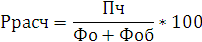 Ррасч = Пч / (Фо + Фоб) * 100